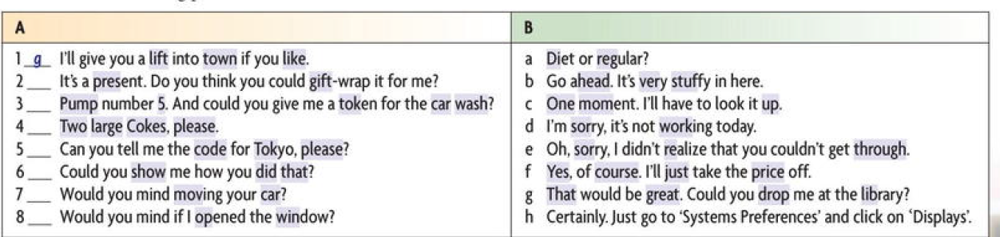 A
1 g I'll give you a lift into town if you like.
2 ___ It's a present. Do you think you could gift-wrap it for me?
3 ___ Pump number 5. And could you give me a token for the car wash?
4 ___ Two large Cokes, please.
5 ___ Can you tell me the code for Tokyo, please?
6 ___ Could you show me how you did that?
7 ___ Would you mind moving your car?
8 ___ Would you mind if I opened the window?
B
a Diet or regular?
b Go ahead. It's very stuffy in here.
c One moment. I'll have to look it up.
d I'm sorry, it's not working today.
e Oh, sorry, I didn't realize that you couldn't get through.
f Yes, of course. I'll just take the price off.
g That would be great. Could you drop me at the library?
h Certainly. Just go to ‘Systems Preferences’ and click on ‘Displays’.